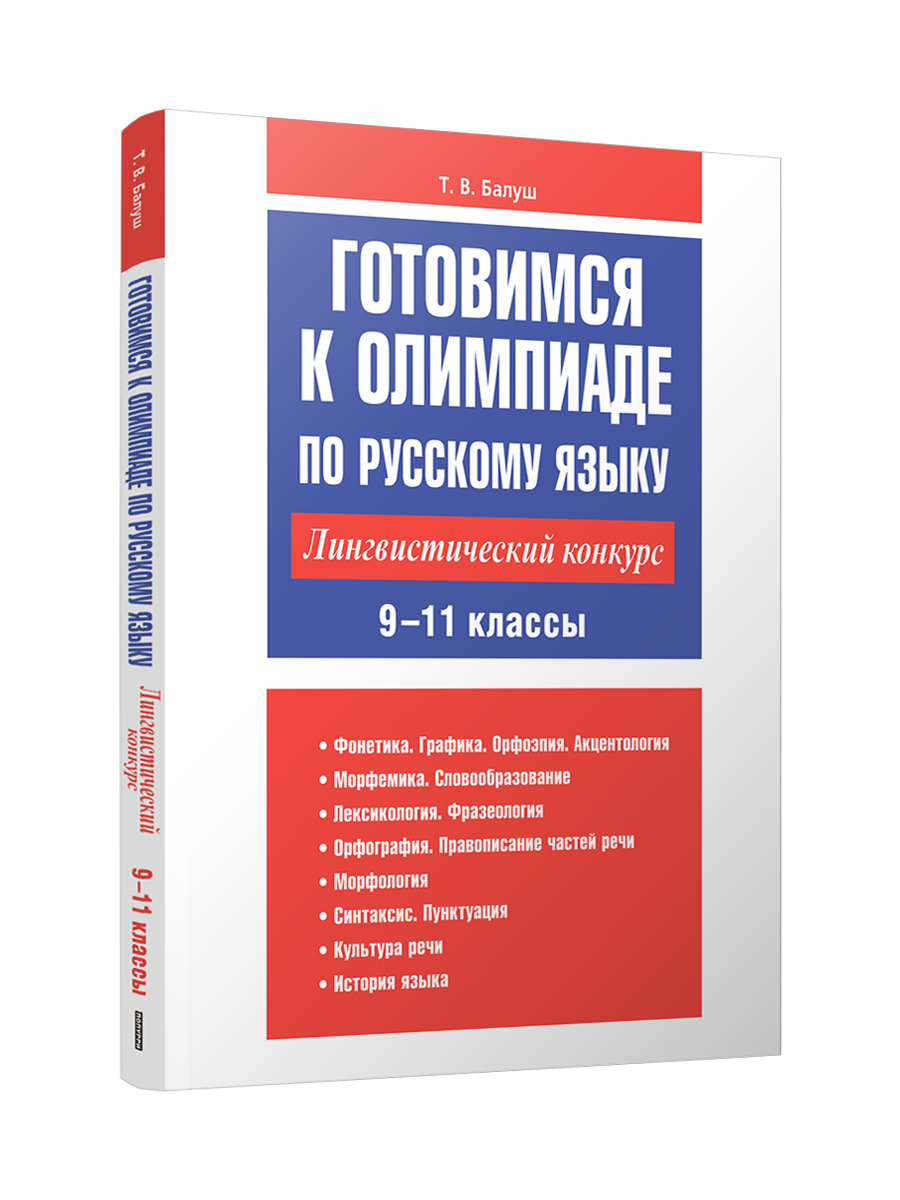 Т. В. Балуш
ГОТОВИМСЯ
К ОЛИМПИАДЕ
ПО РУССКОМУ ЯЗЫКУ
Лингвистический конкурс
9–11 классы
• Фонетика. Графика. Орфоэпия. Акцентология
• Морфемика. Словообразование
• Лексикология. Фразеология
• Орфография. Правописание частей речи
• Морфология
• Синтаксис. Пунктуация
• Культура речи
• История языка
Т. В. Балуш
ГОТОВИМСЯ К ОЛИМПИАДЕ ПО РУССКОМУ ЯЗЫКУ
Лингвистический
конкурс
9–11 классы
ПОПУРРИ